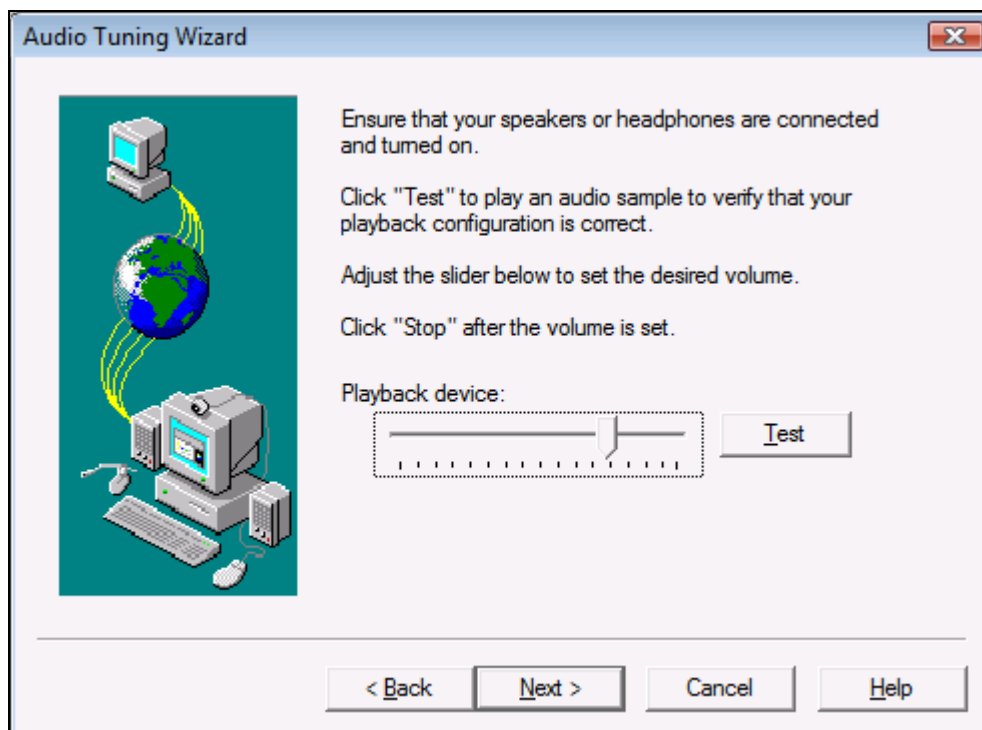 Audio Tuning Wizard
Ensure that your speakers or headphones are connected
and turned on.
Click "Test" to play an audio sample to verify that your
playback configuration is correct.
Adjust the slider below to set the desired volume.
Click "Stop" after the volume is set.
Playback device:
Test
< Back
Next >
Cancel
Help